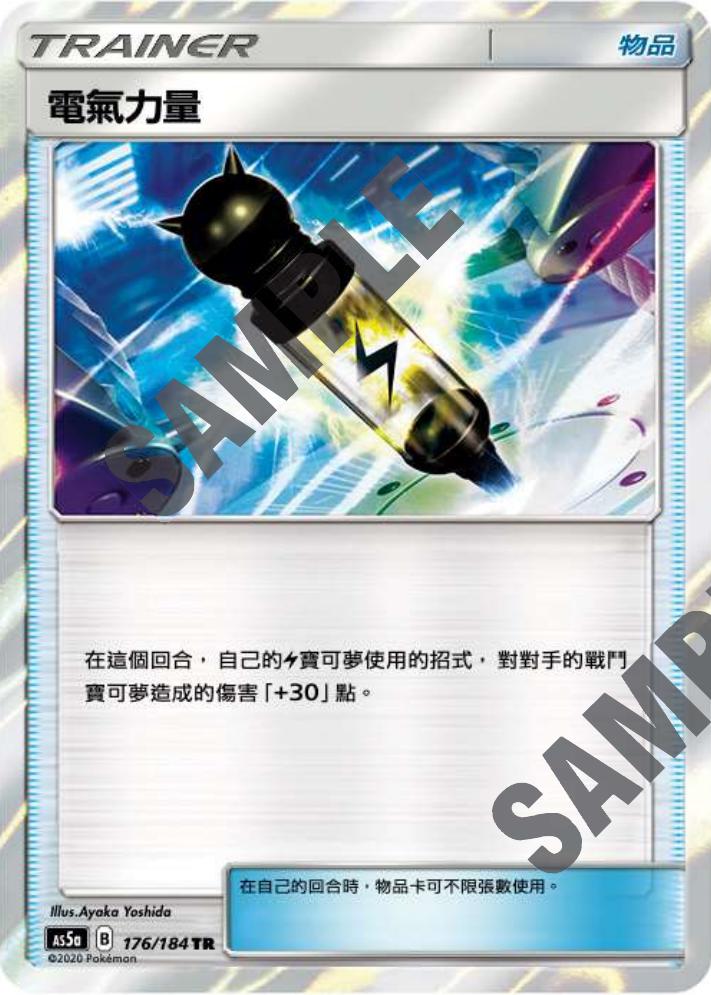 TRAINER
物品
電氣力量
SAMPLE
在這個回合，自己的寶可夢使用的招式，對對手的戰鬥
寶可夢造成的傷害「+30」點。
SAMP
在自己的回合時，物品卡可不限張數使用。
Illus.Ayaka Yoshida
AS5a B 176/184 TR
©2020 Pokémon